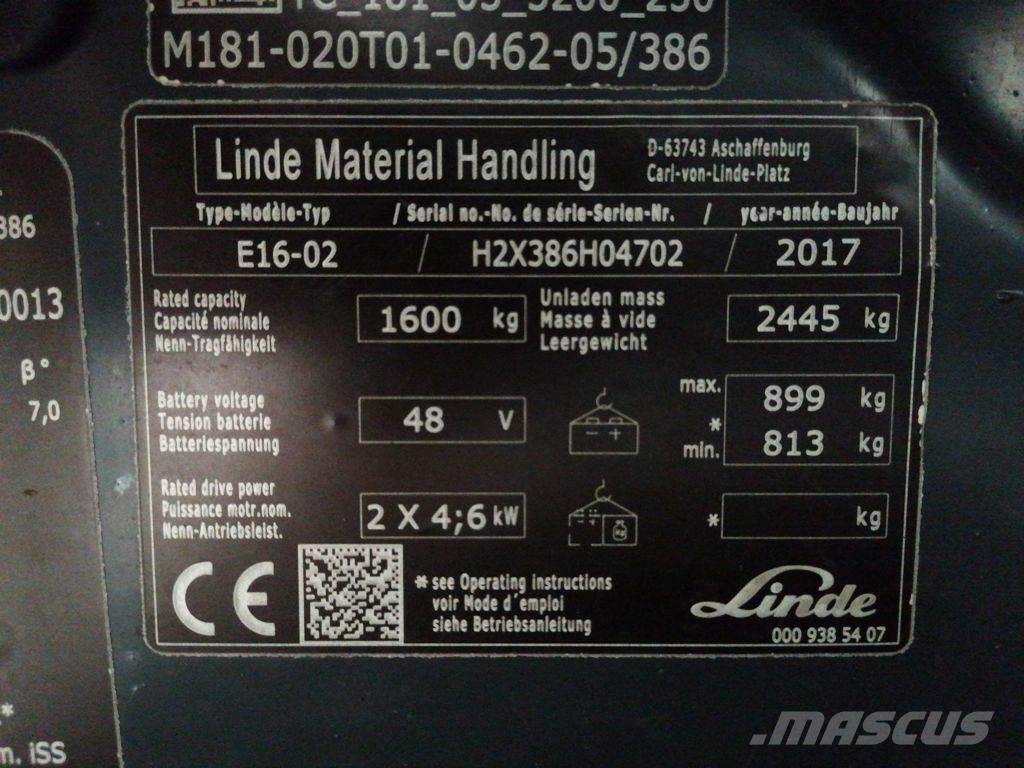 M181-020T01-0462-05/386
386
0013
β°
7,0
*
m. iSS
Linde Material Handling
D-63743 Aschaffenburg
Carl-von-Linde-Platz
Type-Modèle-Typ / Serial no.-No. de série-Serien-Nr. / year-année-Baujahr
E16-02 / H2X386H04702 / 2017
Rated capacity
Capacité nominale
Nenn-Tragfähigkeit
1600 kg
Unladen mass
Masse à vide
Leergewicht
2445 kg
Battery voltage
Tension batterie
Batteriespannung
48 V
- +
max. 899 kg
*
min. 813 kg
Rated drive power
Puissance motr.nom.
Nenn-Antriebsleist.
2 X 4;6 kW
- + kg
* kg
CE
* see Operating instructions
voir Mode d´emploi
siehe Betriebsanleitung
Linde
000 938 54 07
MASCUS